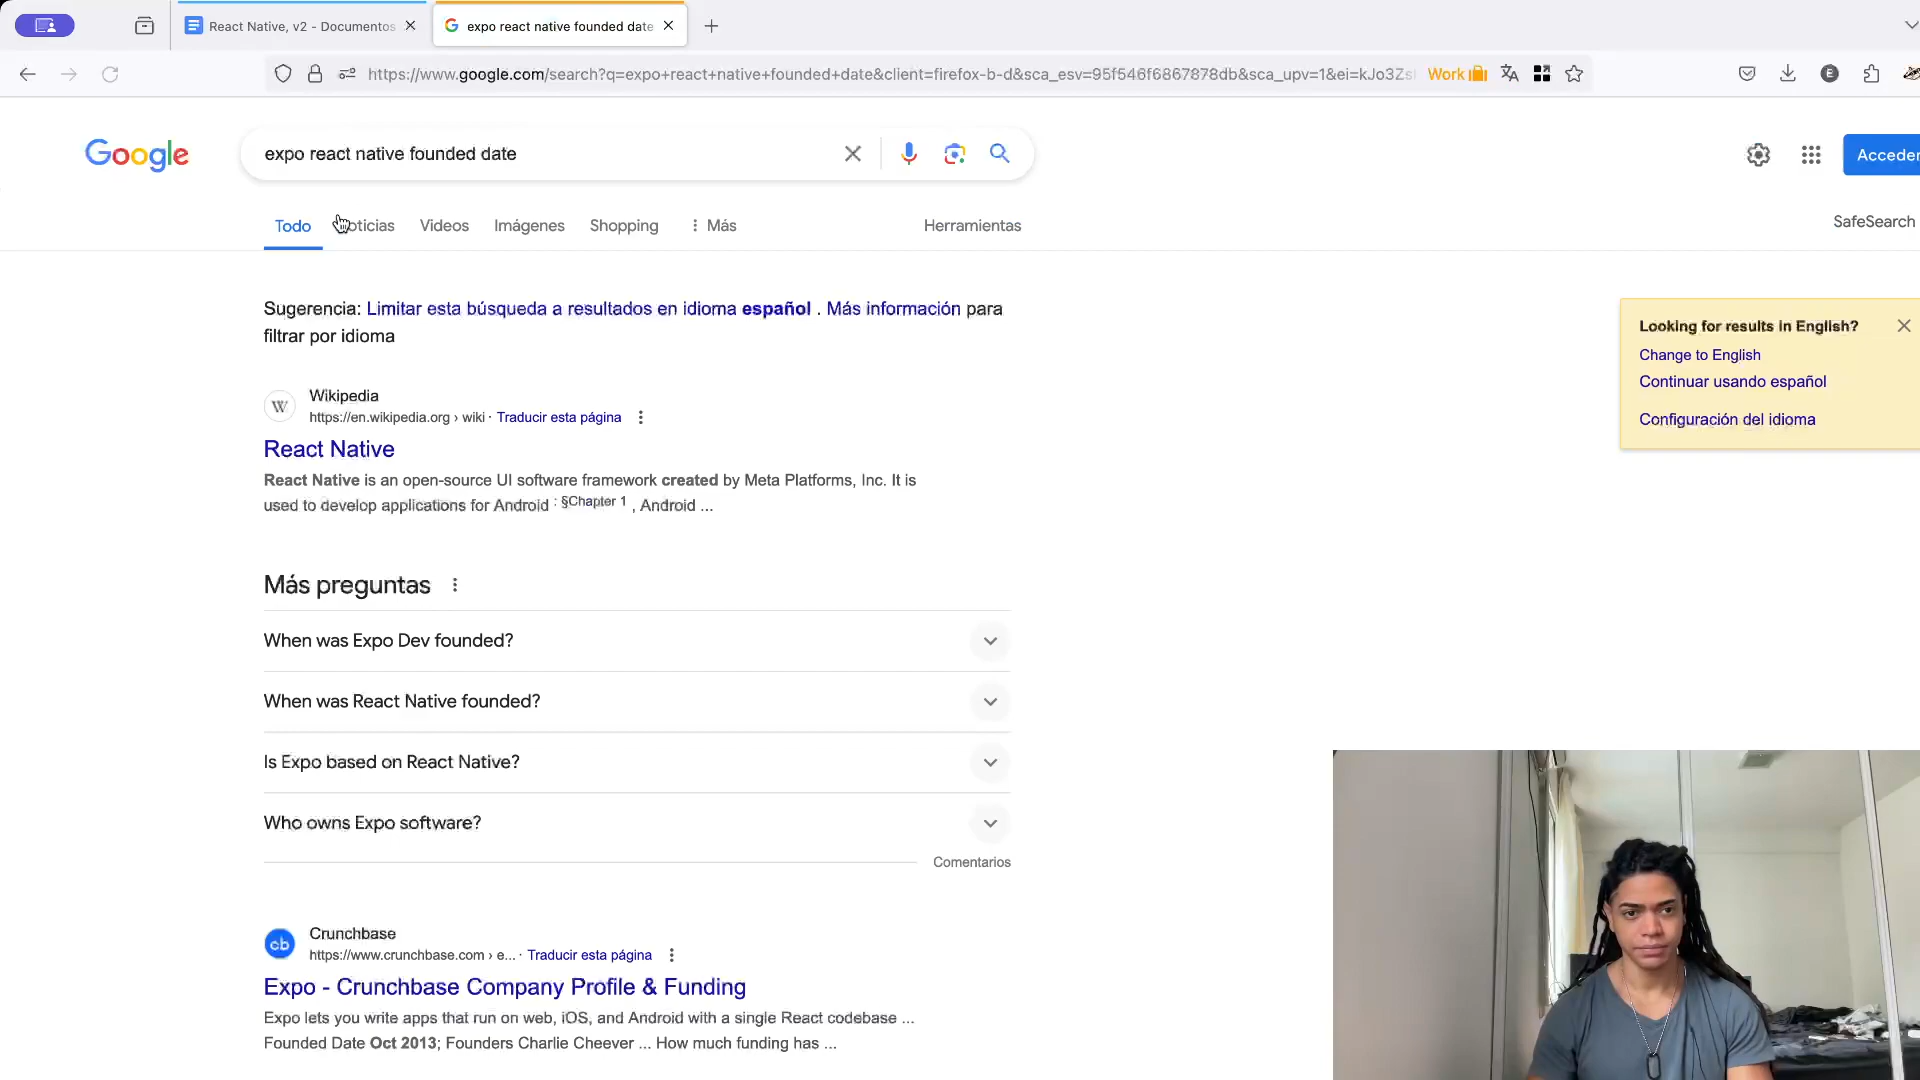 React Native, v2 - Documentos
expo react native founded date
https://www.google.com/search?q=expo+react+native+founded+date&client=firefox-b-d&sca_esv=95f546f6867878db&sca_upv=1&ei=kJo3Zs
Work
E
Google
expo react native founded date
Acceder
Todo
oticias
Videos
Imágenes
Shopping
Más
Herramientas
SafeSearch
Sugerencia: Limitar esta búsqueda a resultados en idioma español . Más información para
filtrar por idioma
Looking for results in English?
Change to English
Continuar usando español
Configuración del idioma
W
Wikipedia
https://en.wikipedia.org › wiki · Traducir esta página
React Native
React Native is an open-source UI software framework created by Meta Platforms, Inc. It is
used to develop applications for Android : §Chapter 1 , Android ...
Más preguntas
When was Expo Dev founded?
When was React Native founded?
Is Expo based on React Native?
Who owns Expo software?
Comentarios
cb
Crunchbase
https://www.crunchbase.com › e... · Traducir esta página
Expo - Crunchbase Company Profile & Funding
Expo lets you write apps that run on web, iOS, and Android with a single React codebase ...
Founded Date Oct 2013; Founders Charlie Cheever ... How much funding has ...